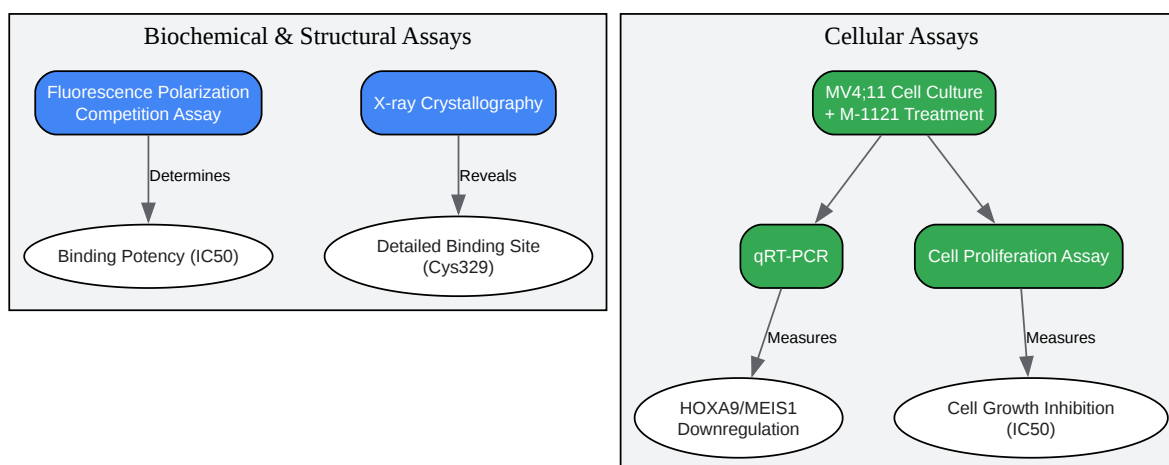 Biochemical & Structural Assays
Fluorescence Polarization
Competition Assay
X-ray Crystallography
Determines
Reveals
Binding Potency (IC50)
Detailed Binding Site
(Cys329)
Cellular Assays
MV4;11 Cell Culture
+ M-1121 Treatment
qRT-PCR
Cell Proliferation Assay
Measures
Measures
HOXA9/MEIS1
Downregulation
Cell Growth Inhibition
(IC50)